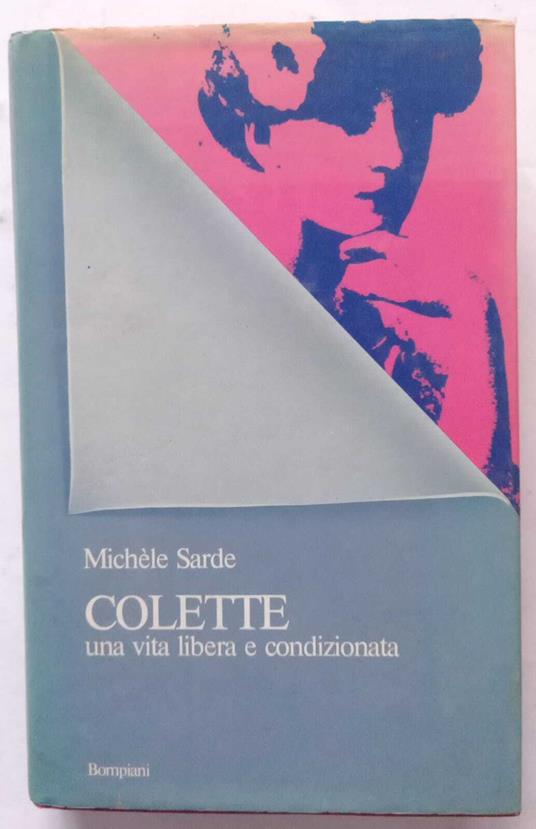 Michèle Sarde
COLETTE
una vita libera e condizionata
Bompiani